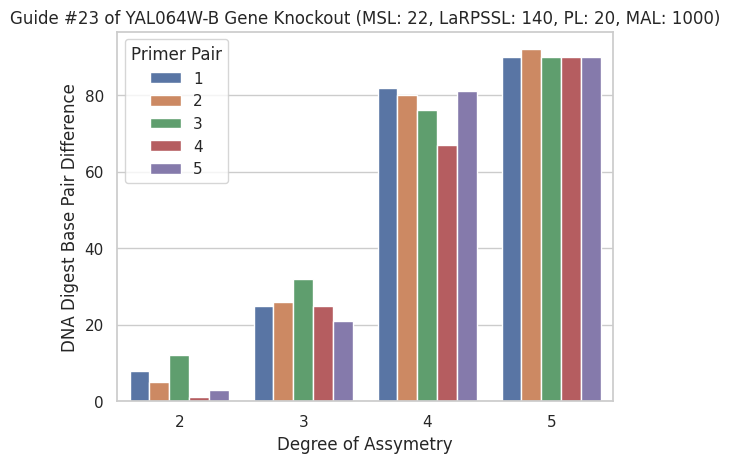 Guide #23 of YAL064W-B Gene Knockout (MSL: 22, LaRPSSL: 140, PL: 20, MAL: 1000)
Primer Pair
1
2
3
4
5
DNA Digest Base Pair Difference
80
60
40
20
0
2 3 4 5
Degree of Assymetry